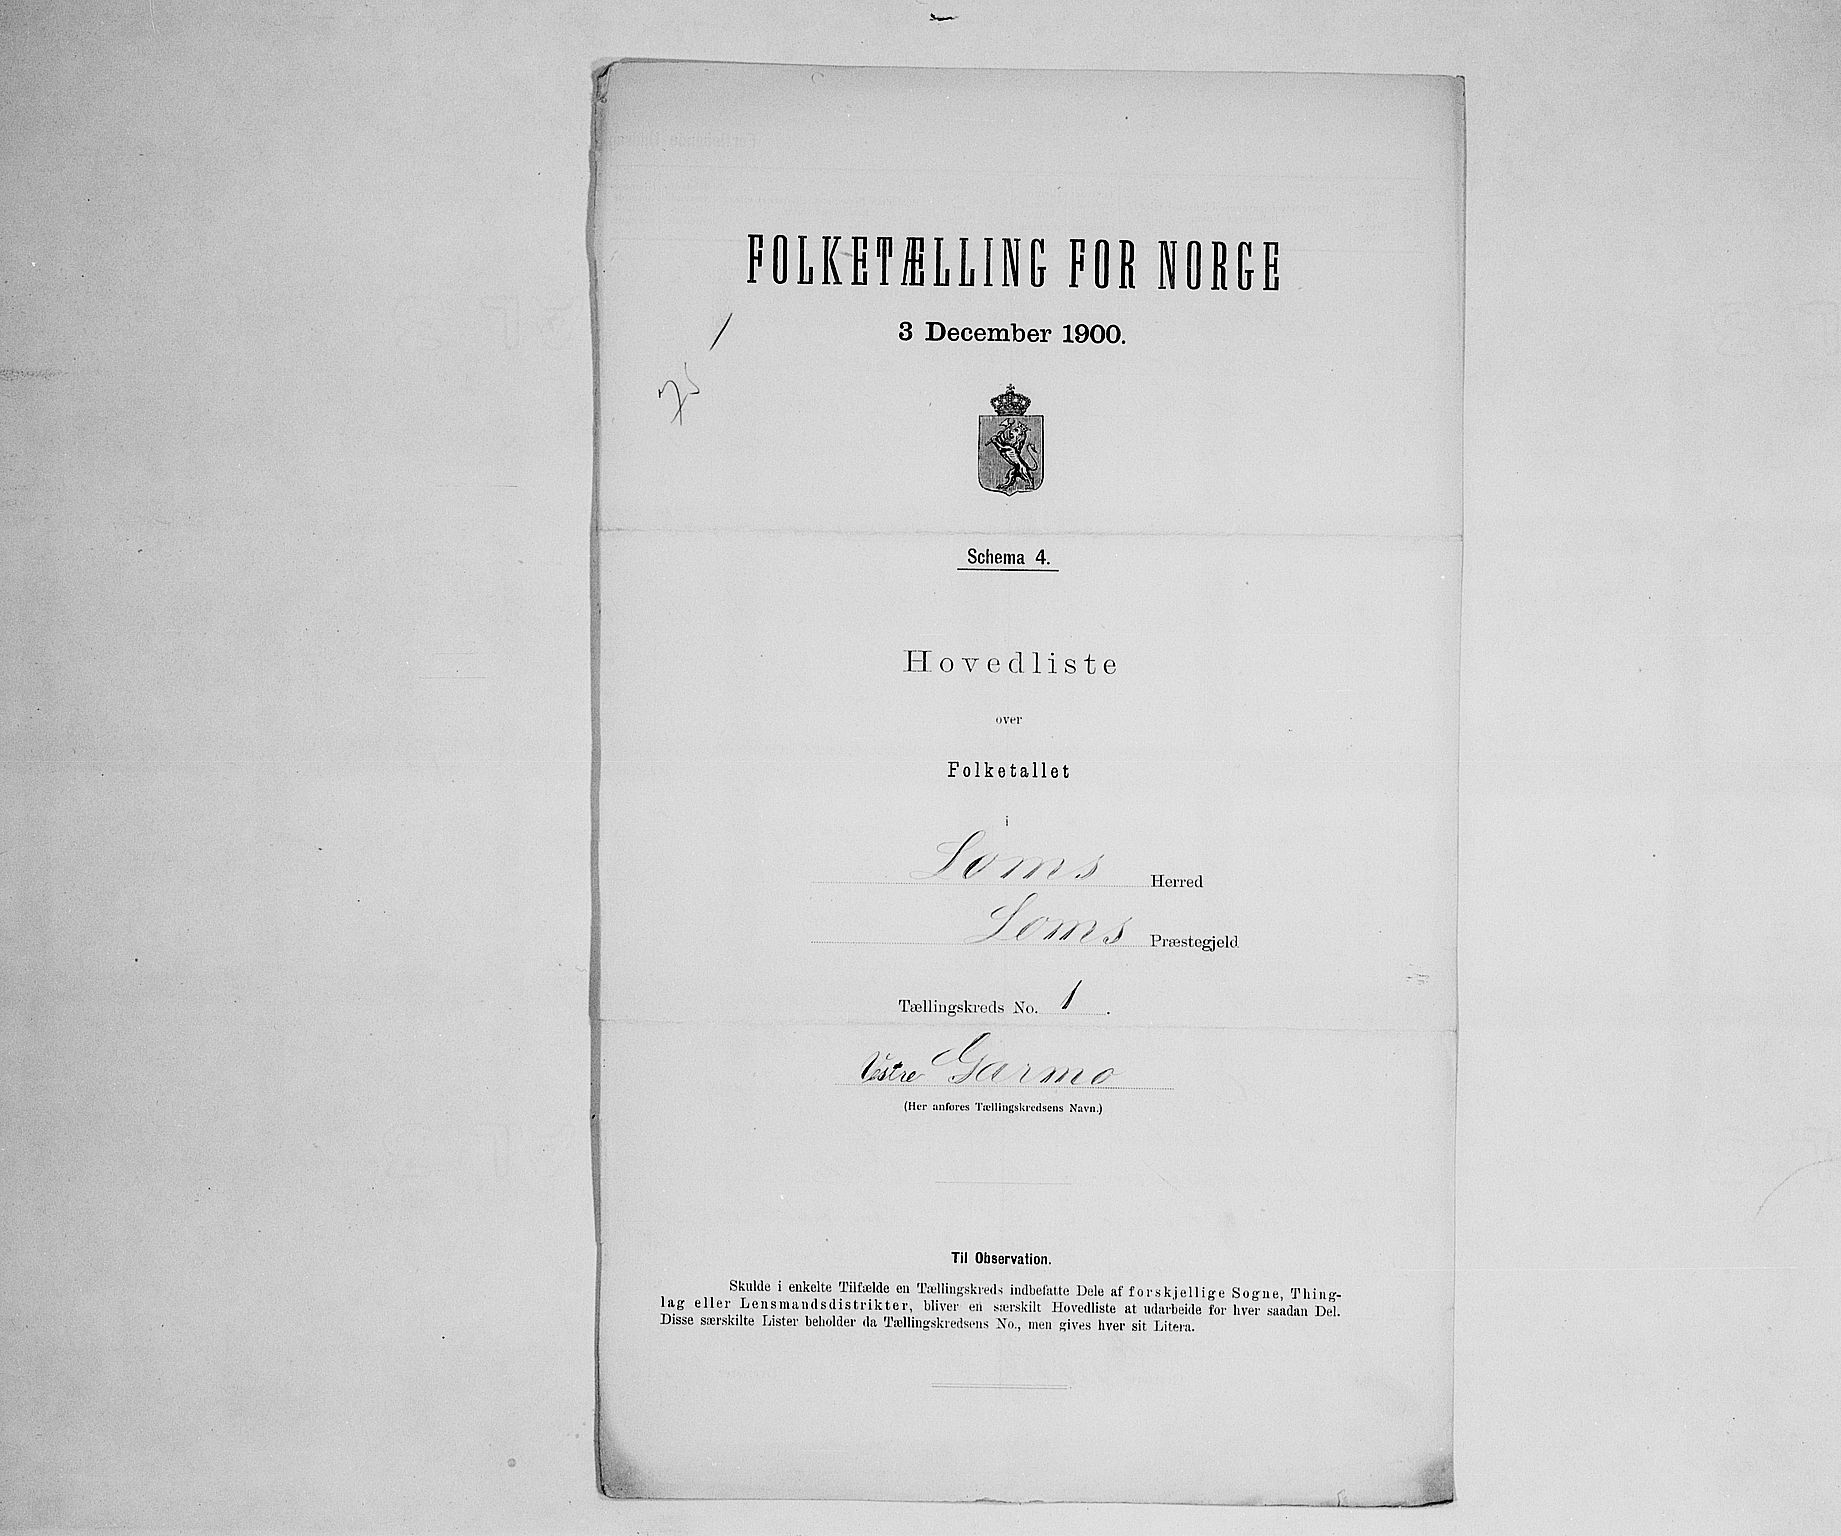 FOLKETÆLLING FOR NORGE
3 December 1900.
1
Schema 4.
Hovedliste
over
Folketallet
i
Loms Herred
Loms Præstegjeld
Tællingskreds No. 1.
Vestre Garmo
(Her anføres Tællingskredsens Navn.)
Til Observation.
Skulde i enkelte Tilfælde en Tællingskreds indbefatte Dele af forskjellige Sogne, Thing-
lag eller Lensmandsdistrikter, bliver en særskilt Hovedliste at udarbeide for hver saadan Del.
Disse særskilte Lister beholder da Tællingskredsens No., men gives hver sit Litera.